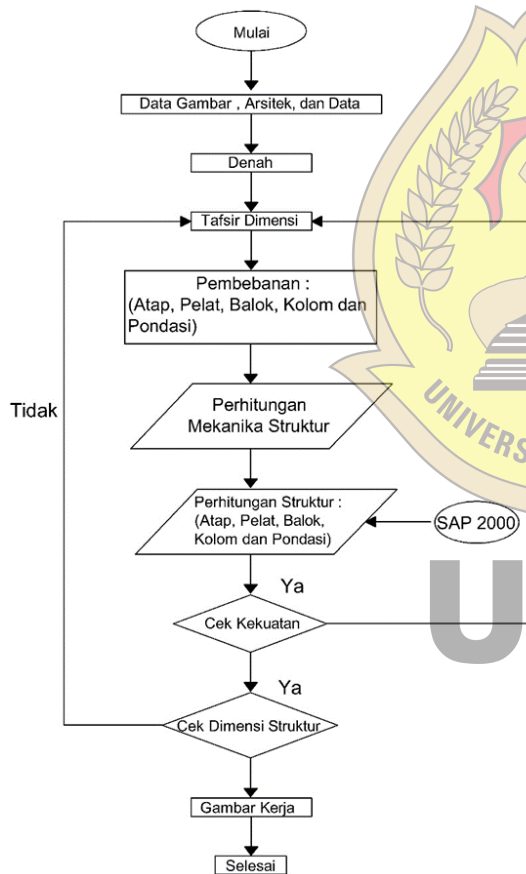 Mulai
Data Gambar , Arsitek, dan Data
Denah
Tafsir Dimensi
Pembebanan :
(Atap, Pelat, Balok, Kolom dan
Pondasi)
Tidak
Perhitungan
Mekanika Struktur
Perhitungan Struktur :
(Atap, Pelat, Balok,
Kolom dan Pondasi)
SAP 2000
Ya
Cek Kekuatan
Ya
Cek Dimensi Struktur
Gambar Kerja
Selesai
UNIVERS
U